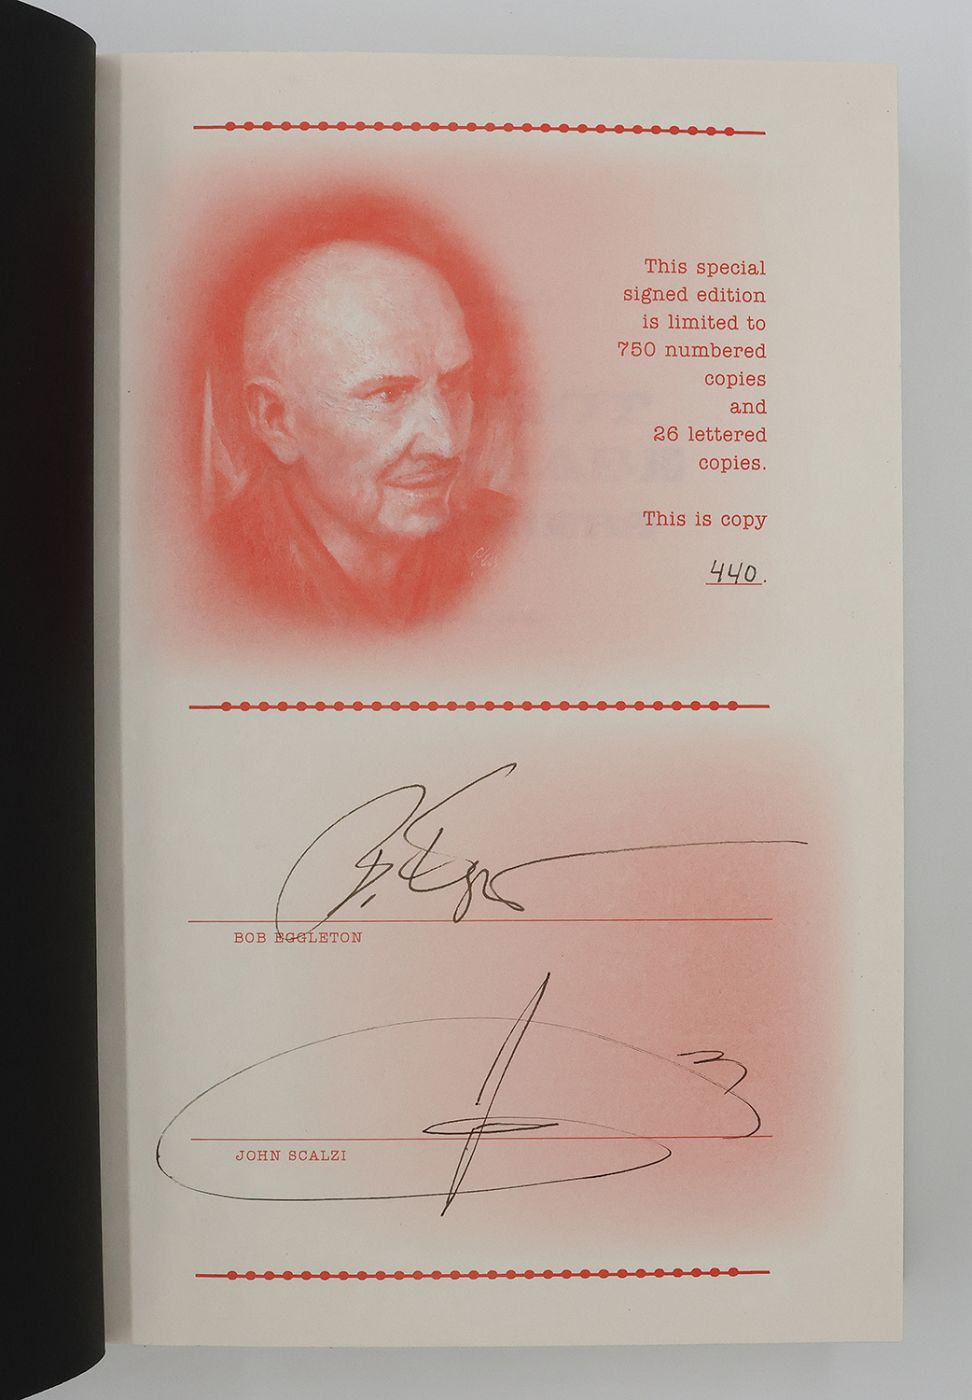 This special
signed edition
is limited to
750 numbered
copies
and
26 lettered
copies.
This is copy
440.
BOB EGGLETON
JOHN SCALZI